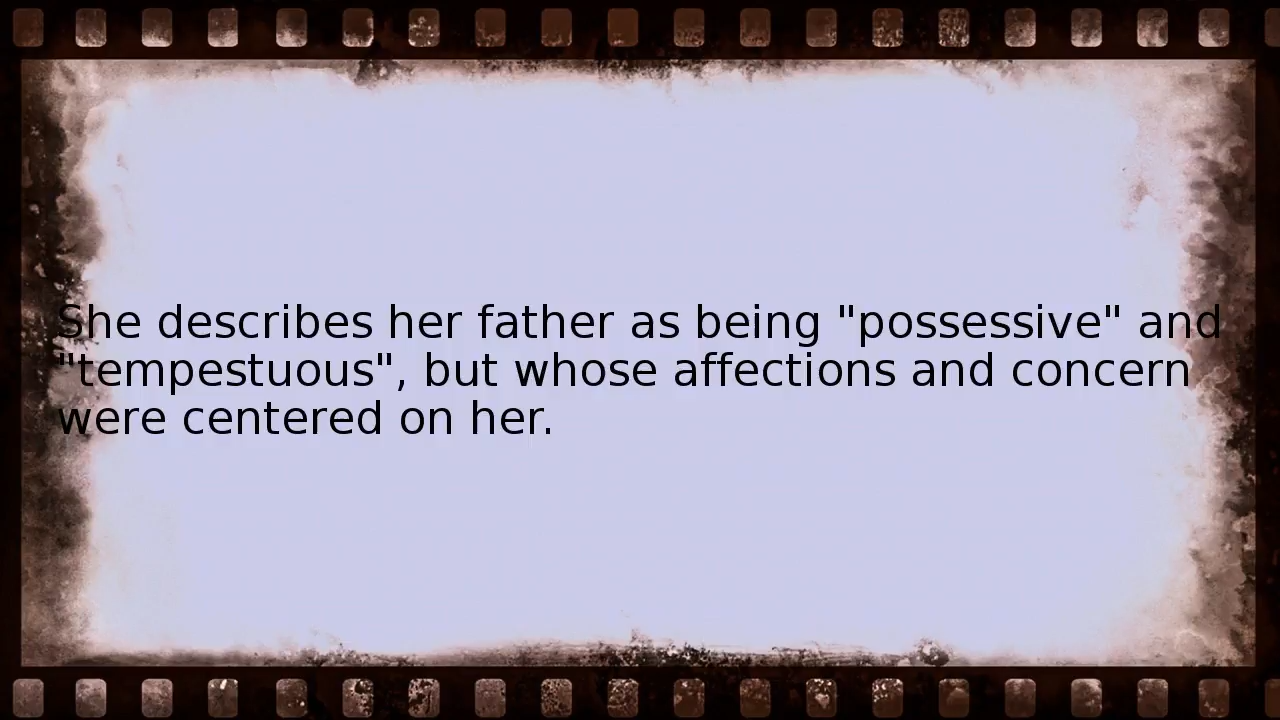 She describes her father as being "possessive" and
"tempestuous", but whose affections and concern
were centered on her.